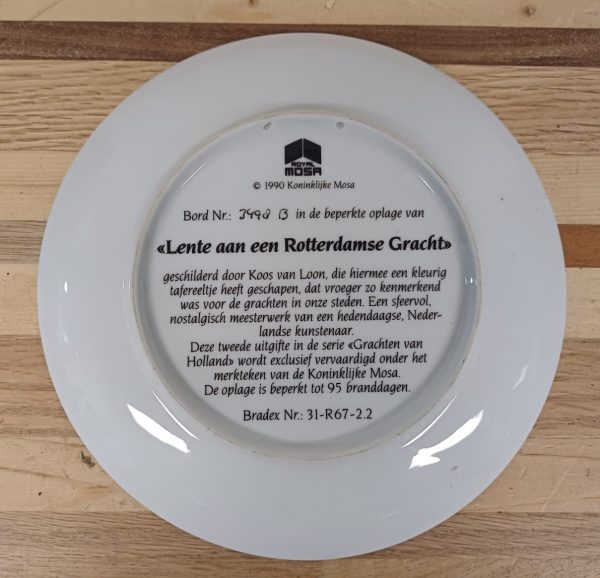 ROYAL
MOSA
© 1990 Koninklijke Mosa
Bord Nr.: 3498 B in de beperkte oplage van
«Lente aan een Rotterdamse Gracht»
geschilderd door Koos van Loon, die hiermee een kleurig
tafereeltje heeft geschapen, dat vroeger zo kenmerkend
was voor de grachten in onze steden. Een sfeervol,
nostalgisch meesterwerk van een hedendaagse, Neder-
landse kunstenaar.
Deze tweede uitgifte in de serie «Grachten van
Holland» wordt exclusief vervaardigd onder het
merkteken van de Koninklijke Mosa.
De oplage is beperkt tot 95 branddagen.
Bradex Nr.: 31-R67-2.2